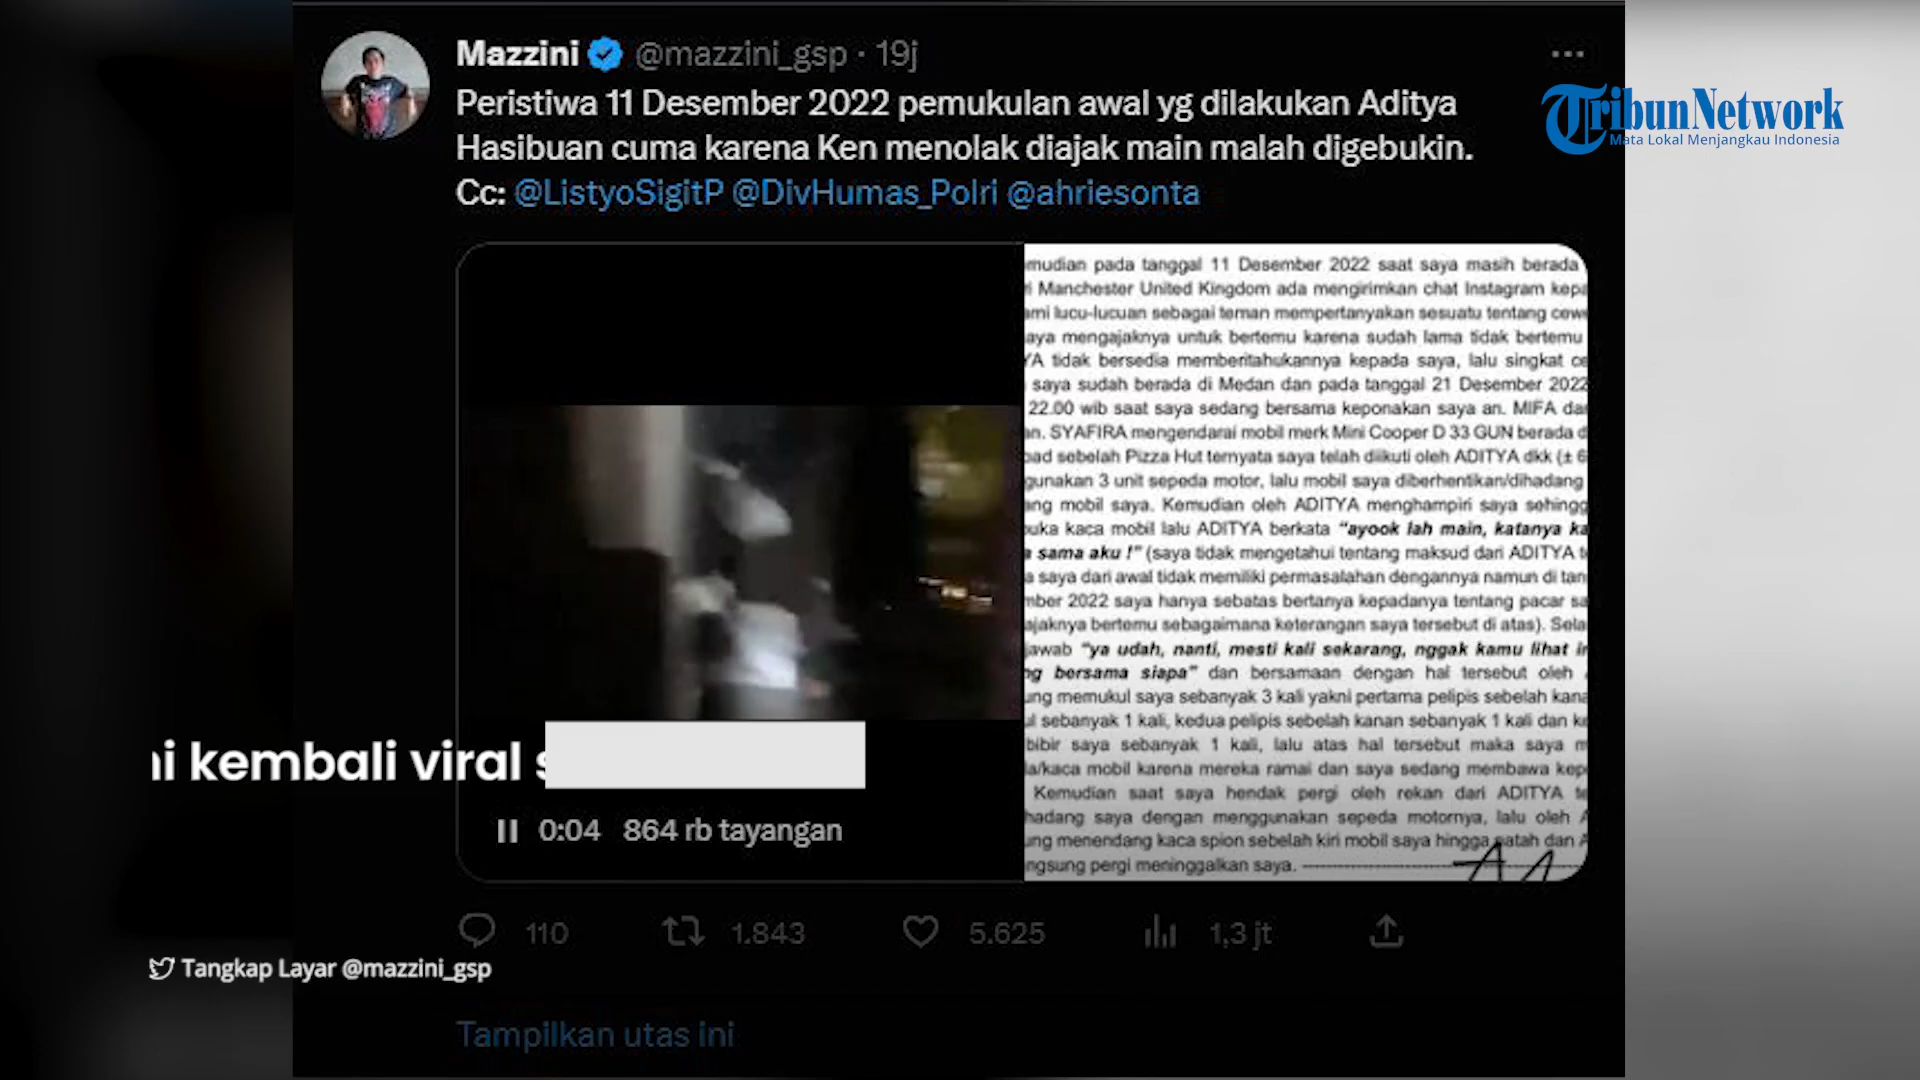 Mazzini @mazzini_gsp · 19j
Peristiwa 11 Desember 2022 pemukulan awal yg dilakukan Aditya
Hasibuan cuma karena Ken menolak diajak main malah digebukin.
Cc: @ListyoSigitP @DivHumas_Polri @ahriesonta
TribunNetwork
Mata Lokal Menjangkau Indonesia
mudian pada tanggal 11 Desember 2022 saat saya masih berada
i Manchester United Kingdom ada mengirimkan chat Instagram kepa
ami lucu-lucuan sebagai teman mempertanyakan sesuatu tentang cew
aya mengajaknya untuk bertemu karena sudah lama tidak bertemu
YA tidak bersedia memberitahukannya kepada saya, lalu singkat ce
saya sudah berada di Medan dan pada tanggal 21 Desember 2022
22.00 wib saat saya sedang bersama keponakan saya an. MIFA dan
an. SYAFIRA mengendarai mobil merk Mini Cooper D 33 GUN berada d
oad sebelah Pizza Hut ternyata saya telah diikuti oleh ADITYA dkk (± 6
gunakan 3 unit sepeda motor, lalu mobil saya diberhentikan/dihadang
ang mobil saya. Kemudian oleh ADITYA menghampiri saya sehingg
uka kaca mobil lalu ADITYA berkata "ayook lah main, katanya ka
a sama aku !" (saya tidak mengetahui tentang maksud dari ADITYA t
a saya dari awal tidak memiliki permasalahan dengannya namun di tan
mber 2022 saya hanya sebatas bertanya kepadanya tentang pacar sa
ajaknya bertemu sebagaimana keterangan saya tersebut di atas). Sela
jawab "ya udah, nanti, mesti kali sekarang, nggak kamu lihat in
ng bersama siapa" dan bersamaan dengan hal tersebut oleh
ung memukul saya sebanyak 3 kali yakni pertama pelipis sebelah kana
ul sebanyak 1 kali, kedua pelipis sebelah kanan sebanyak 1 kali dan ke
bibir saya sebanyak 1 kali, lalu atas hal tersebut maka saya m
la/kaca mobil karena mereka ramai dan saya sedang membawa kep
Kemudian saat saya hendak pergi oleh rekan dari ADITYA te
hadang saya dengan menggunakan sepeda motornya, lalu oleh A
ung menendang kaca spion sebelah kiri mobil saya hingga patah dan A
ngsung pergi meninggalkan saya.
ni kembali viral s
0:04 864 rb tayangan
110 1.843 5.625 1,3 jt
Tangkap Layar @mazzini_gsp
Tampilkan utas ini